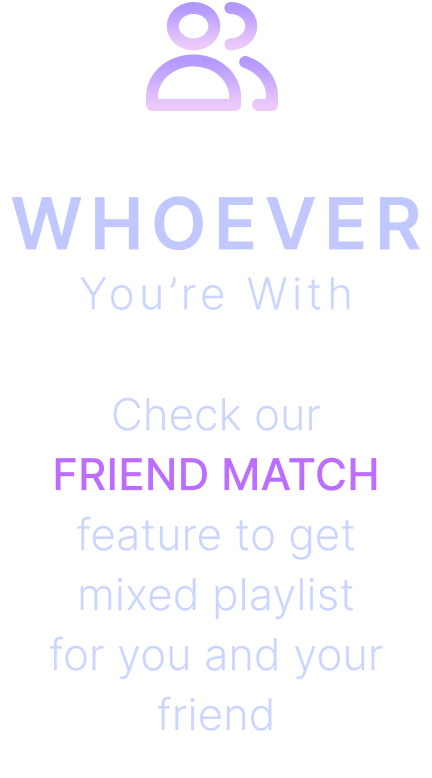 WHOEVER
You’re With
Check our
FRIEND MATCH
feature to get
mixed playlist
for you and your
friend